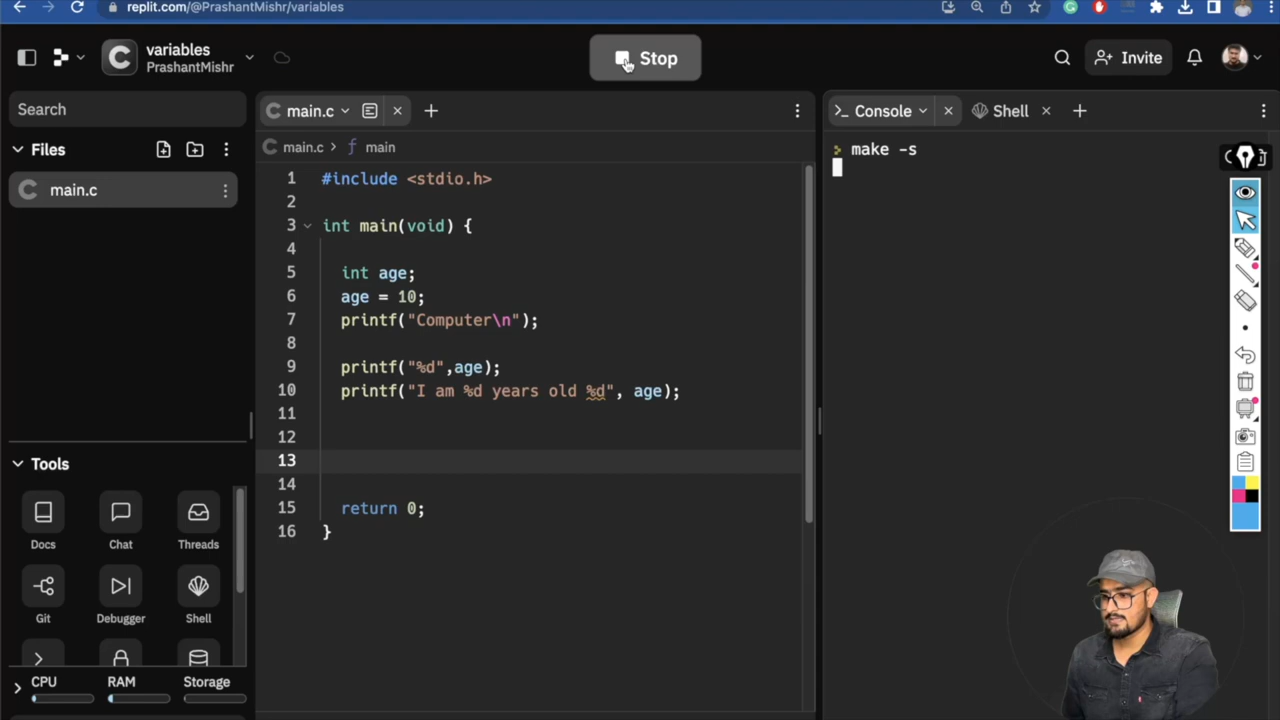 replit.com/@PrashantMishr/variables
variables
PrashantMishr
Stop
Invite
Search
Files
main.c
Tools
Docs
Chat
Threads
Git
Debugger
Shell
CPU
RAM
Storage
main.c
main.c > f main
1 #include <stdio.h>
2
3 int main(void) {
4
5 int age;
6 age = 10;
7 printf("Computer\n");
8
9 printf("%d",age);
10 printf("I am %d years old %d", age);
11
12
13
14
15 return 0;
16 }
Console
Shell
make -s